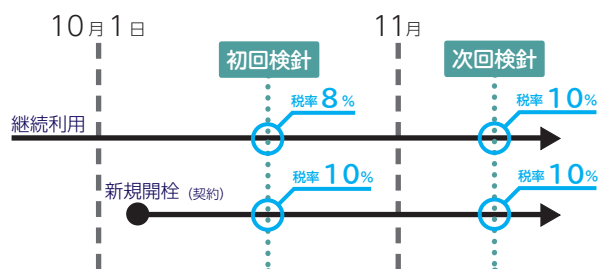 10月1日
11月
初回検針
次回検針
税率8%
税率10%
継続利用
税率10%
税率10%
新規開栓（契約）